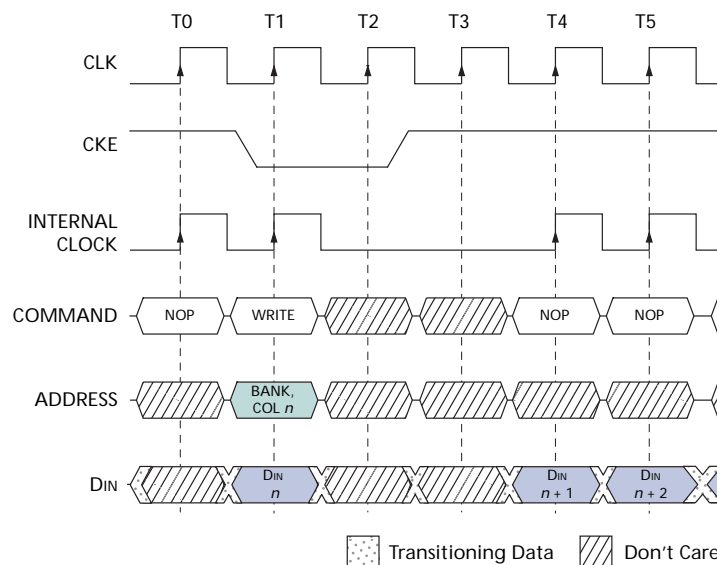 T0 T1 T2 T3 T4 T5
CLK
CKE
INTERNAL
CLOCK
COMMAND NOP WRITE NOP NOP
ADDRESS BANK,
COL n
DIN DIN DIN DIN
n n + 1 n + 2
Transitioning Data Don't Care